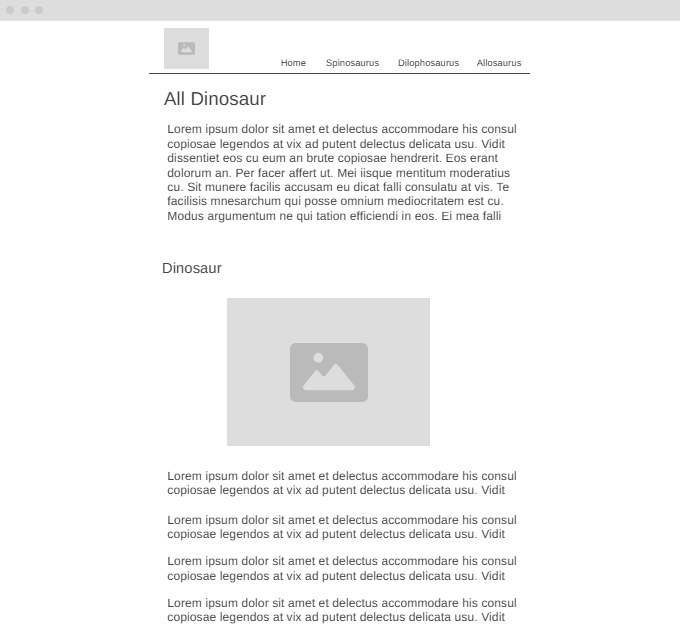 Home Spinosaurus Dilophosaurus Allosaurus
All Dinosaur
Lorem ipsum dolor sit amet et delectus accommodare his consul
copiosae legendos at vix ad putent delectus delicata usu. Vidit
dissentiet eos cu eum an brute copiosae hendrerit. Eos erant
dolorum an. Per facer affert ut. Mei iisque mentitum moderatius
cu. Sit munere facilis accusam eu dicat falli consulatu at vis. Te
facilisis mnesarchum qui posse omnium mediocritatem est cu.
Modus argumentum ne qui tation efficiendi in eos. Ei mea falli
Dinosaur
Lorem ipsum dolor sit amet et delectus accommodare his consul
copiosae legendos at vix ad putent delectus delicata usu. Vidit
Lorem ipsum dolor sit amet et delectus accommodare his consul
copiosae legendos at vix ad putent delectus delicata usu. Vidit
Lorem ipsum dolor sit amet et delectus accommodare his consul
copiosae legendos at vix ad putent delectus delicata usu. Vidit
Lorem ipsum dolor sit amet et delectus accommodare his consul
copiosae legendos at vix ad putent delectus delicata usu. Vidit